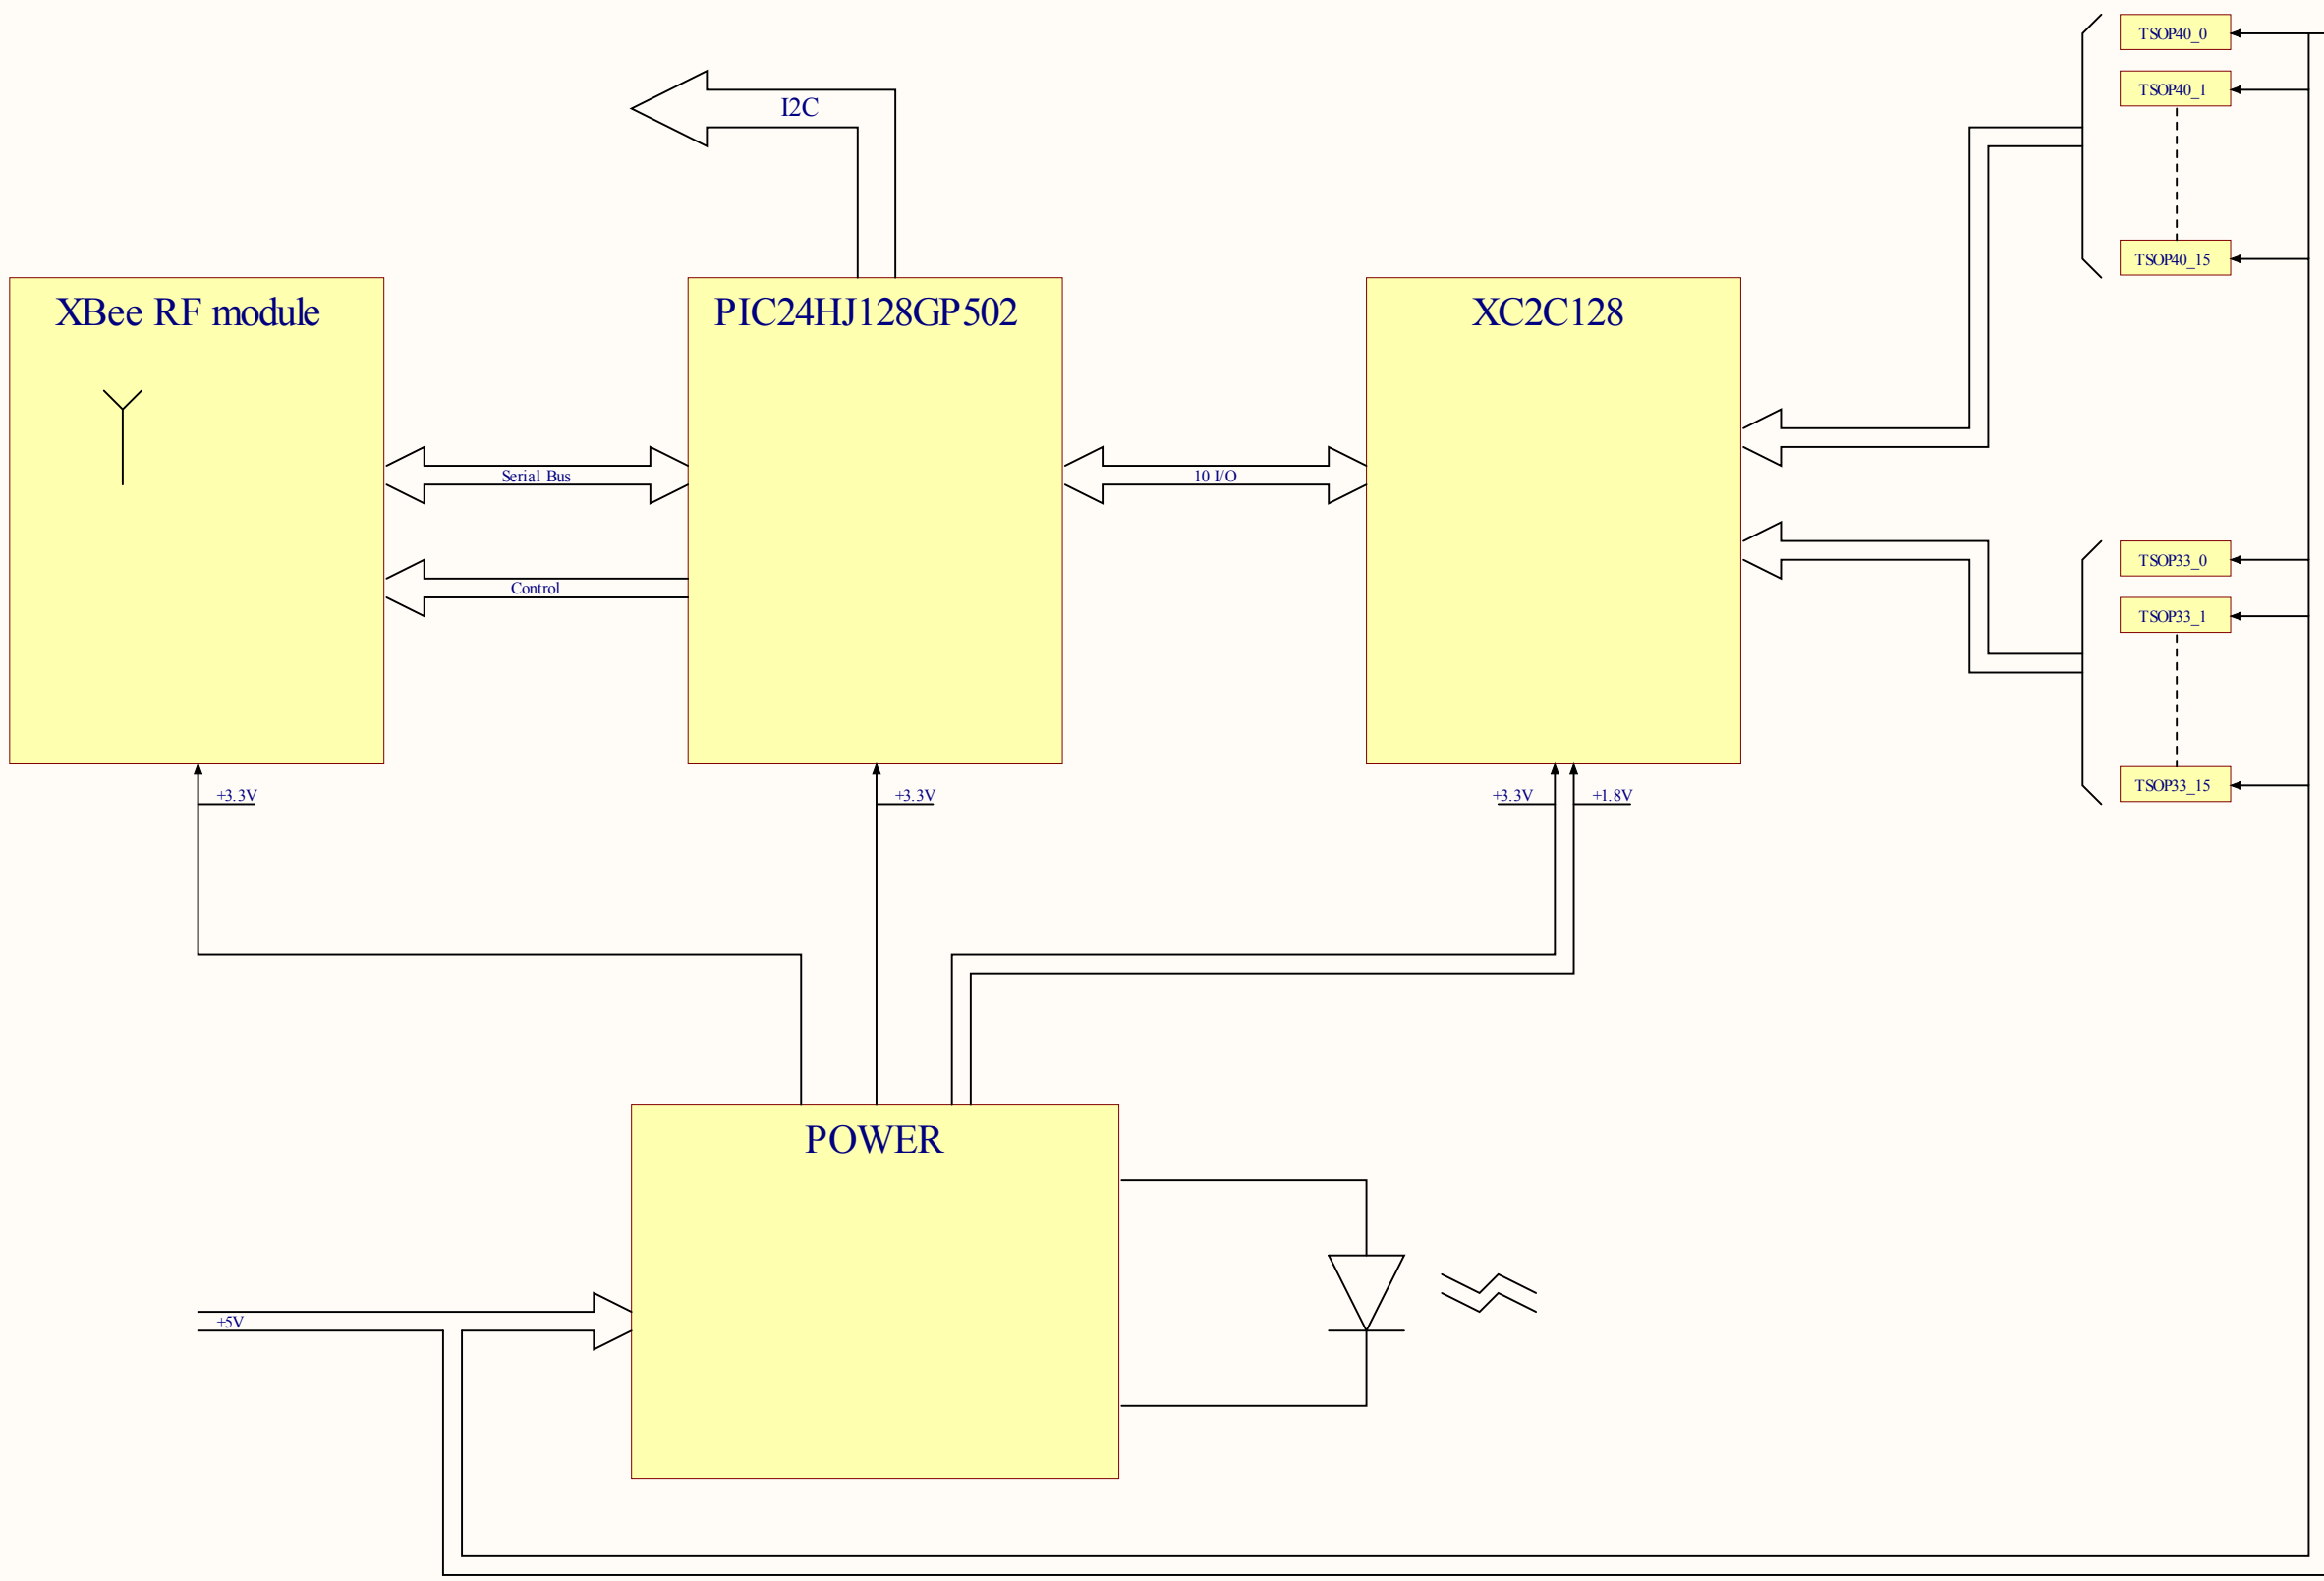 TSOP40_0
TSOP40_1
I2C
TSOP40_15
XBee RF module
PIC24HJ128GP502
XC2C128
Serial Bus
10 I/O
TSOP33_0
Control
TSOP33_1
TSOP33_15
+3.3V
+3.3V
+3.3V
+1.8V
POWER
+5V